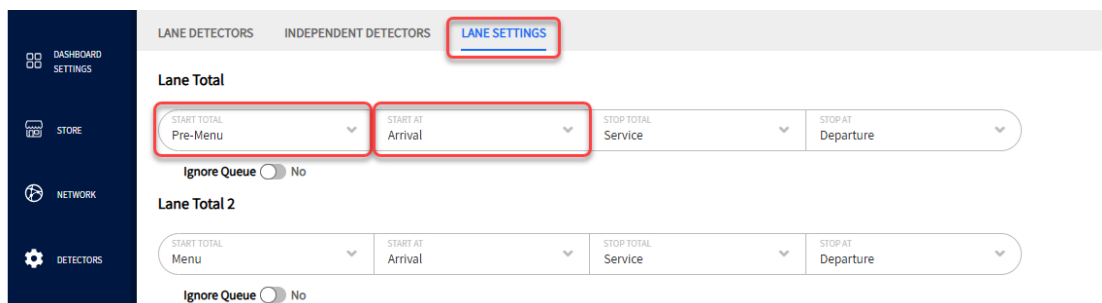 LANE DETECTORS INDEPENDENT DETECTORS LANE SETTINGS
DASHBOARD
SETTINGS
STORE
NETWORK
DETECTORS
Lane Total
START TOTAL START AT STOP TOTAL STOP AT
Pre-Menu Arrival Service Departure
Ignore Queue No
Lane Total 2
START TOTAL START AT STOP TOTAL STOP AT
Menu Arrival Service Departure
Ignore Queue No